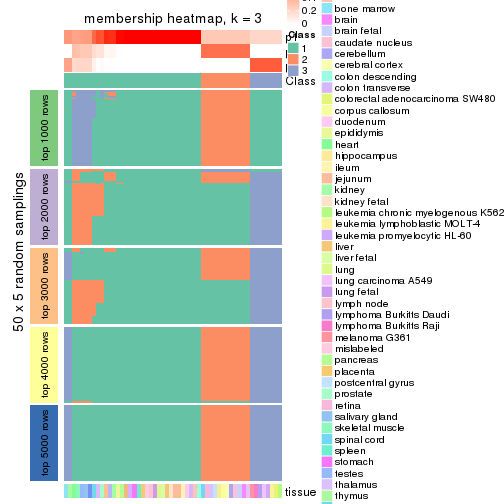 membership heatmap, k = 3
0.2
0
Class
1
2
3
Class
50 x 5 random samplings
top 1000 rows
top 2000 rows
top 3000 rows
top 4000 rows
top 5000 rows
tissue
bone marrow
brain
brain fetal
caudate nucleus
cerebellum
cerebral cortex
colon descending
colon transverse
colorectal adenocarcinoma SW480
corpus callosum
duodenum
epididymis
heart
hippocampus
ileum
jejunum
kidney
kidney fetal
leukemia chronic myelogenous K562
leukemia lymphoblastic MOLT-4
leukemia promyelocytic HL-60
liver
liver fetal
lung
lung carcinoma A549
lung fetal
lymph node
lymphoma Burkitts Daudi
lymphoma Burkitts Raji
melanoma G361
mislabeled
pancreas
placenta
postcentral gyrus
prostate
retina
salivary gland
skeletal muscle
spinal cord
spleen
stomach
testes
thalamus
thymus